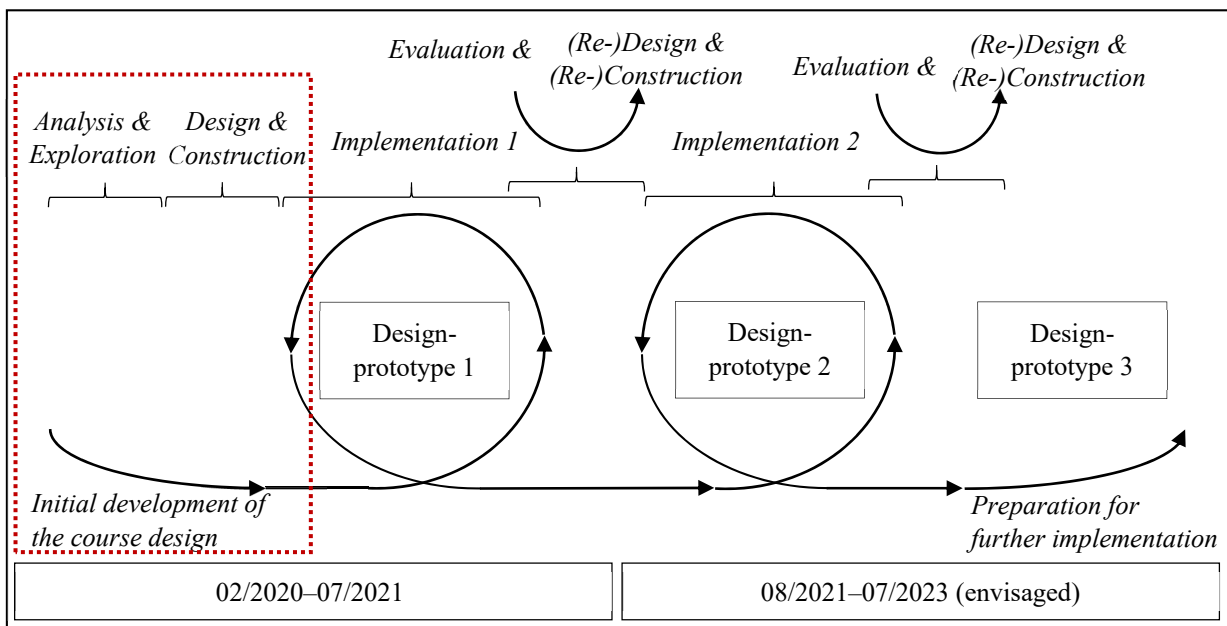 Evaluation &
(Re-)Design &
(Re-)Construction
Evaluation &
(Re-)Design &
(Re-)Construction
Analysis &
Exploration
Design &
Construction
Implementation 1
Implementation 2
Design-
prototype 1
Design-
prototype 2
Design-
prototype 3
Initial development of
the course design
Preparation for
further implementation
02/2020–07/2021
08/2021–07/2023 (envisaged)